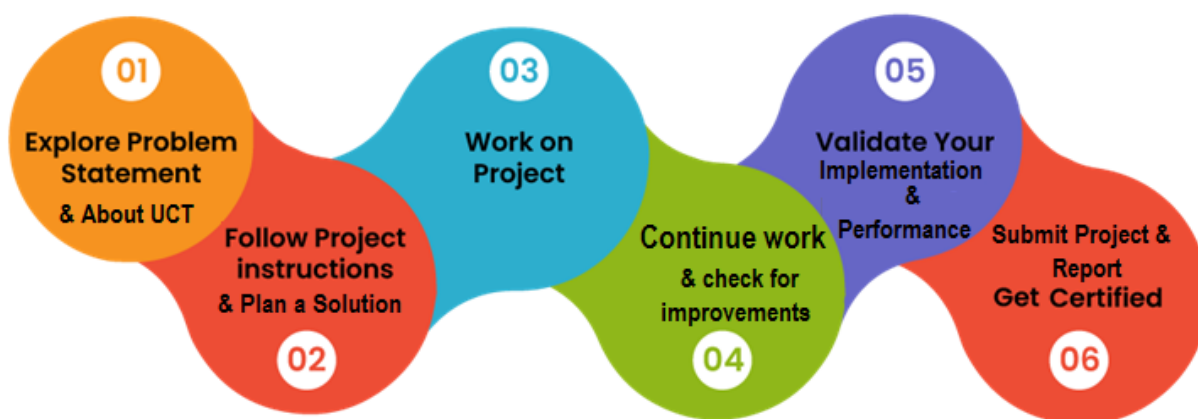 01
Explore Problem
Statement
& About UCT
Follow Project
instructions
& Plan a Solution
02
03
Work on
Project
Continue work
& check for
improvements
04
05
Validate Your
Implementation
&
Performance
Submit Project &
Report
Get Certified
06